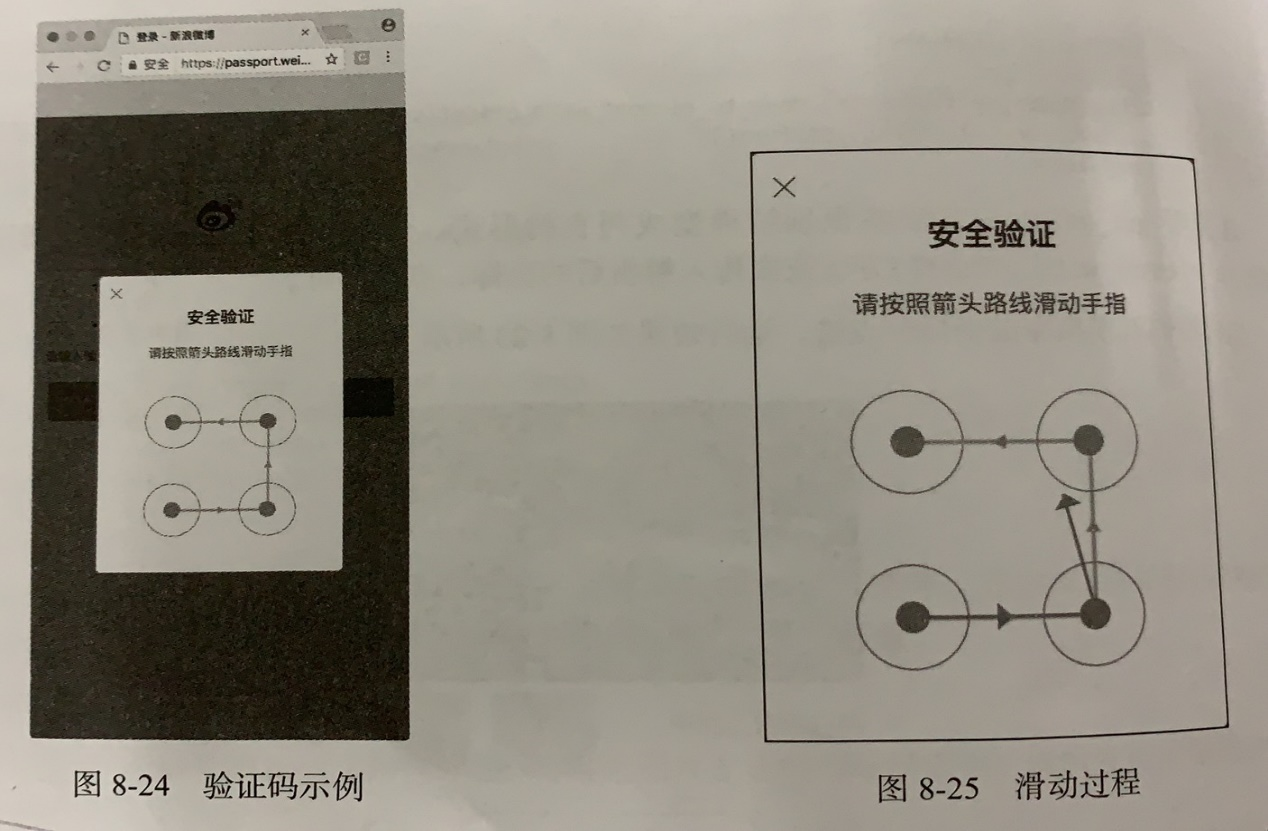 登录 - 新浪微博
安全 https://passport.wei...
安全验证
请按照箭头路线滑动手指
图 8-24 验证码示例
安全验证
请按照箭头路线滑动手指
图 8-25 滑动过程